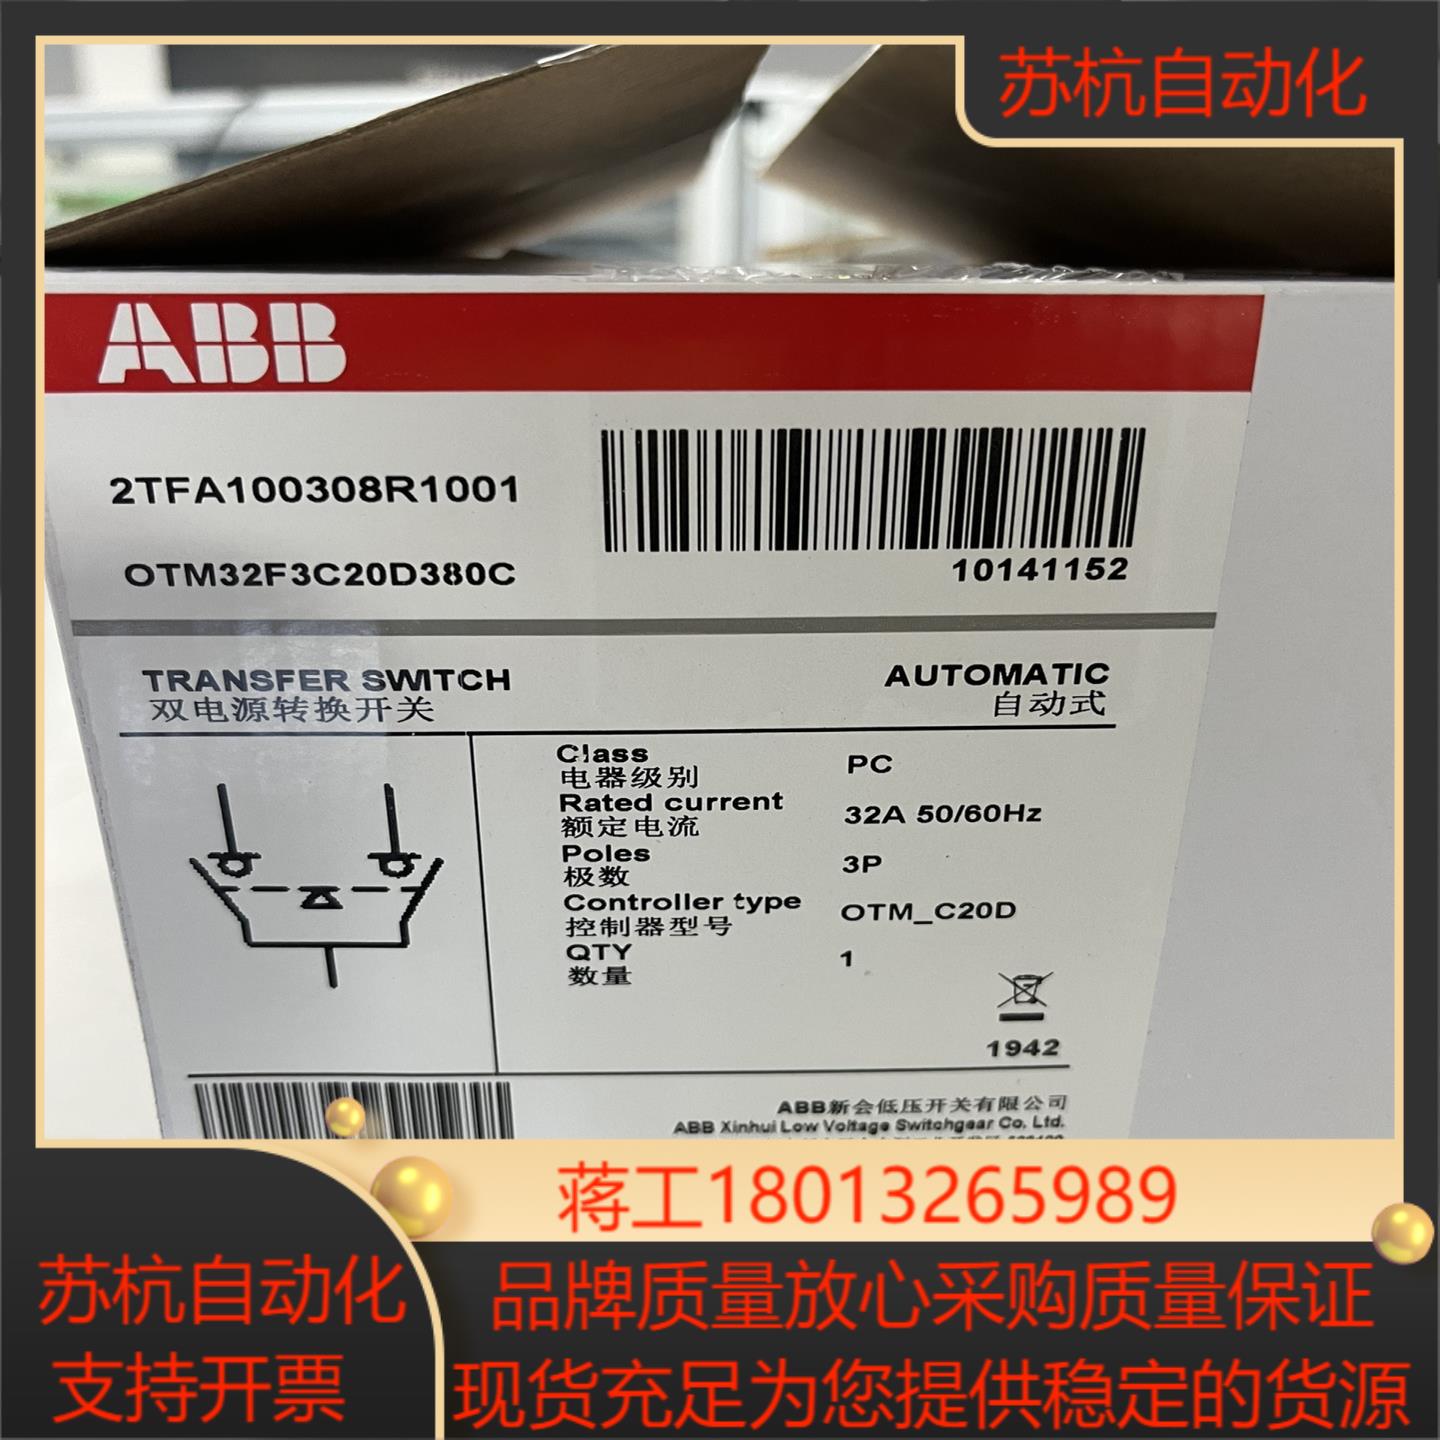 苏杭自动化
ABB
2TFA100308R1001
OTM32F3C20D380C
10141152
TRANSFER SWITCH
双电源转换开关
AUTOMATIC
自动式
Class
电器级别
PC
Rated current
额定电流
32A 50/60Hz
Poles
极数
3P
Controller type
控制器型号
OTM_C20D
QTY
数量
1
1942
ABB新会低压开关有限公司
ABB Xinhui Low Voltage Switchgear Co. Ltd.
蒋工18013265989
苏杭自动化
支持开票
品牌质量放心采购质量保证
现货充足为您提供稳定的货源